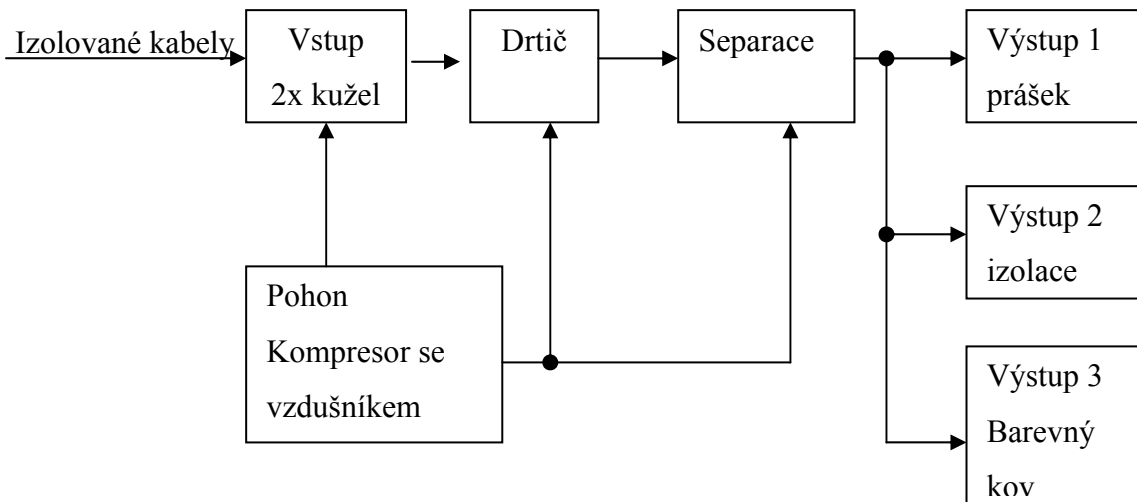 Izolované kabely
Vstup
2x kužel
Drtič
Separace
Výstup 1
prášek
Výstup 2
izolace
Pohon
Kompresor se
vzdušníkem
Výstup 3
Barevný
kov